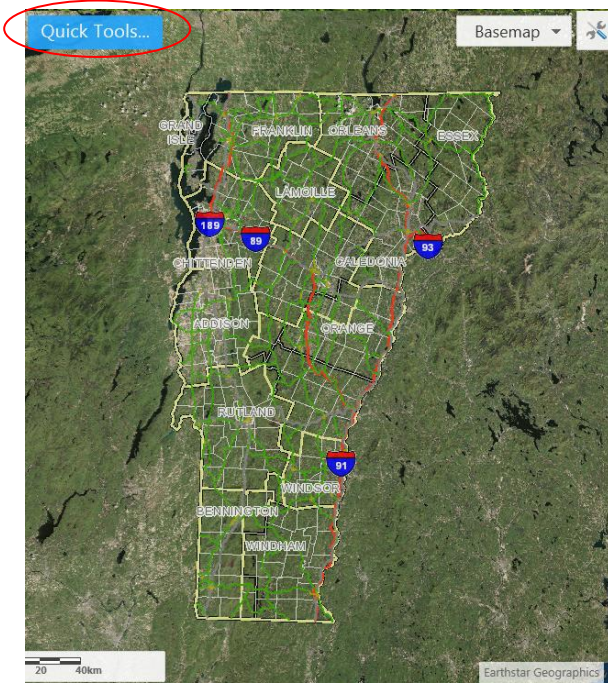 Quick Tools...
Basemap
GRAND
ISLE
FRANKLIN
ORLEANS
ESSEX
LAMOILLE
189
89
93
CHITTENDEN
CALEDONIA
ADDISON
ORANGE
RUTLAND
91
WINDSOR
BENNINGTON
WINDHAM
20
40km
Earthstar Geographics